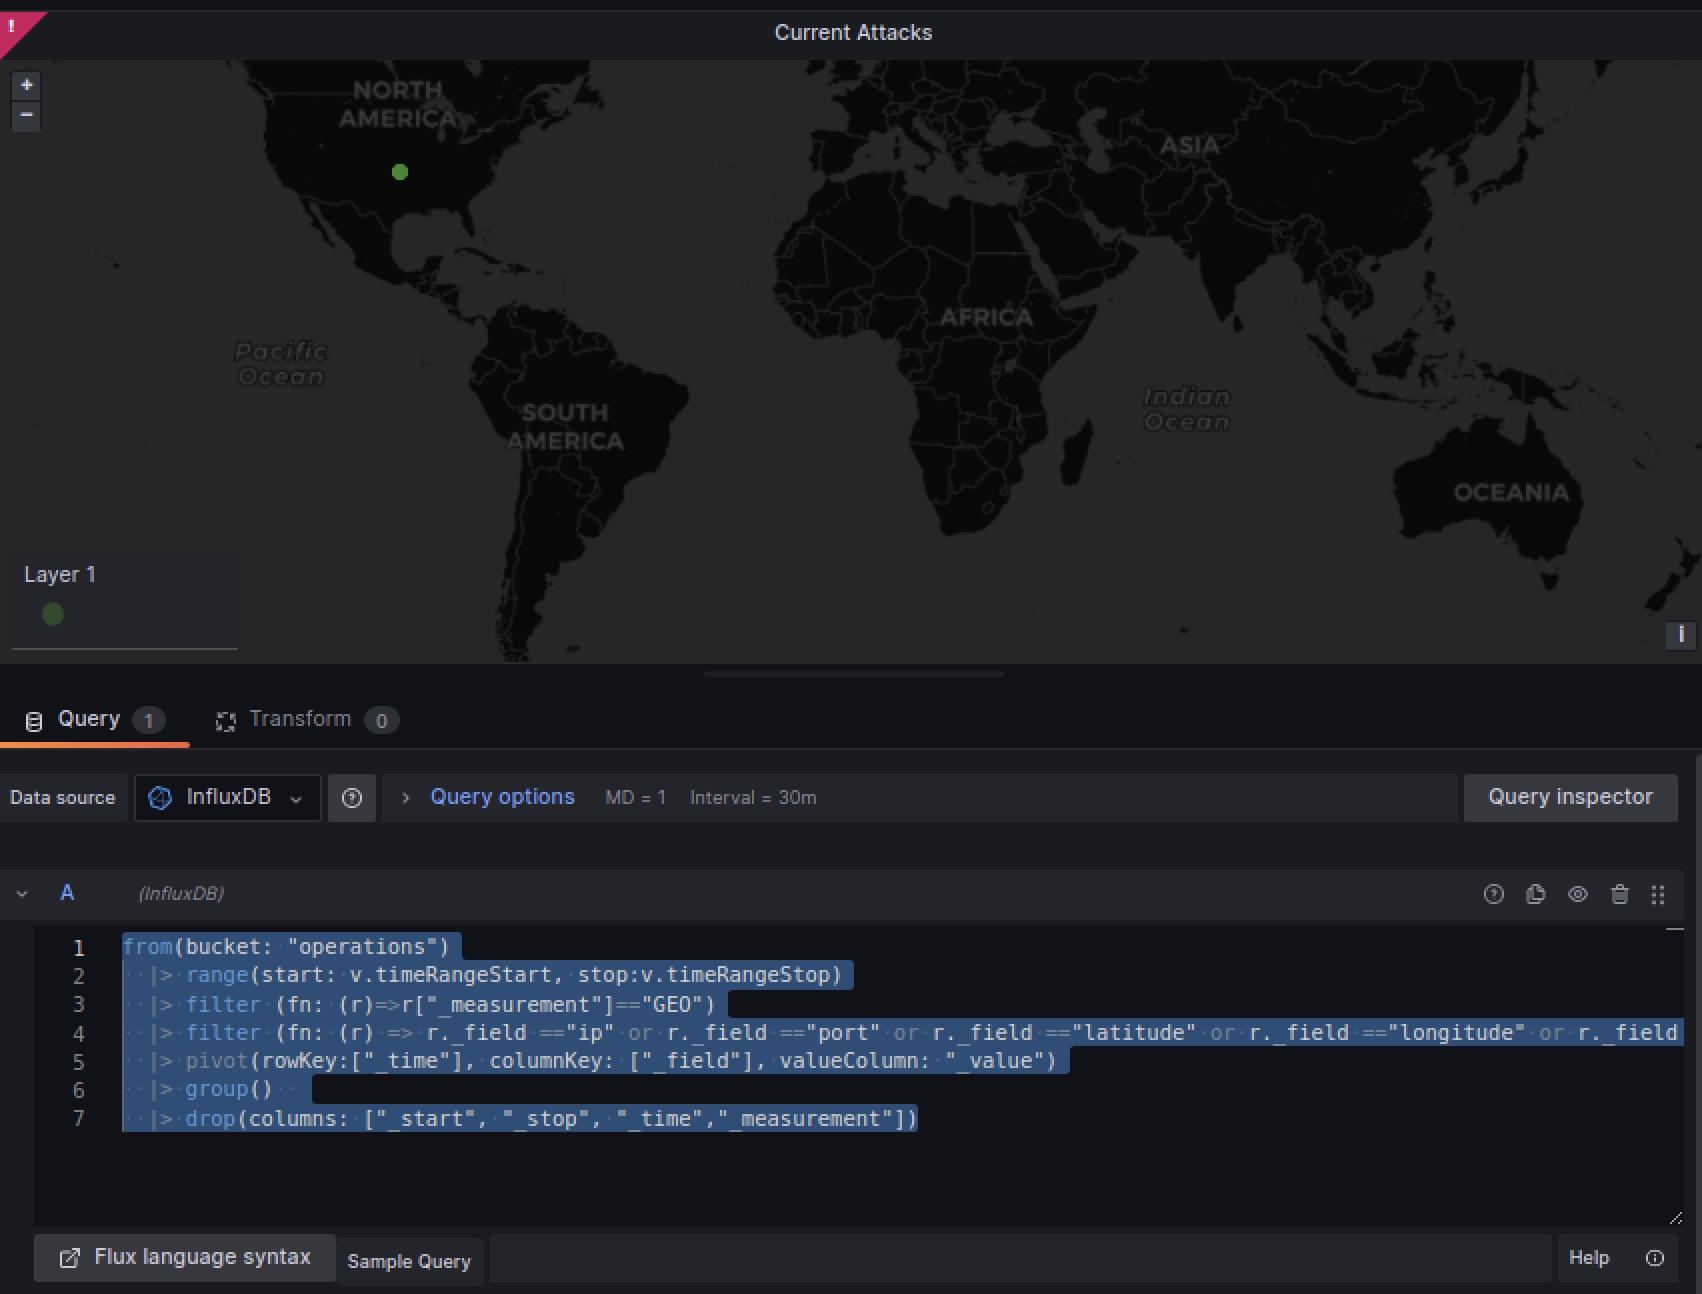 !
Current Attacks
+
−
NORTH
AMERICA
ASIA
AFRICA
Pacific
Ocean
Indian
Ocean
SOUTH
AMERICA
OCEANIA
Layer 1
i
Query 1 Transform 0
Data source InfluxDB Query options MD = 1 Interval = 30m Query inspector
A (InfluxDB)
1 from(bucket: "operations")
2 |> range(start: v.timeRangeStart, stop:v.timeRangeStop)
3 |> filter (fn: (r)=>r["_measurement"]=="GEO")
4 |> filter (fn: (r) => r._field =="ip" or r._field =="port" or r._field =="latitude" or r._field =="longitude" or r._field
5 |> pivot(rowKey:["_time"], columnKey: ["_field"], valueColumn: "_value")
6 |> group()
7 |> drop(columns: ["_start", "_stop", "_time","_measurement"])
Flux language syntax Sample Query Help